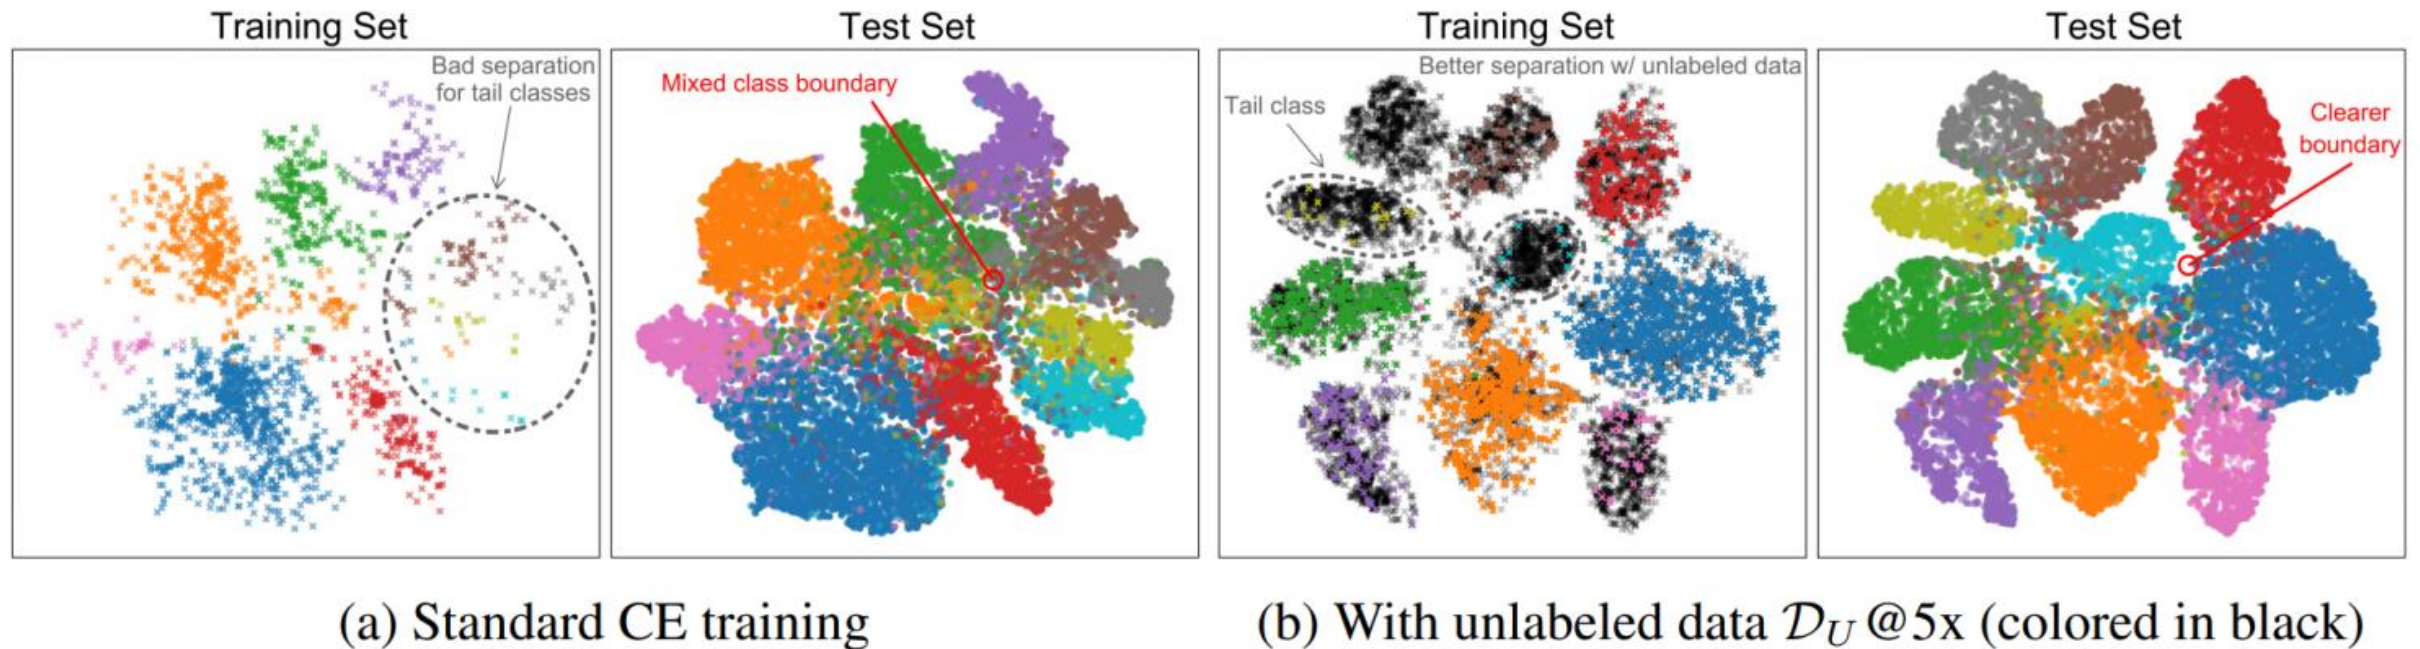 Training Set
Bad separation
for tail classes
Test Set
Mixed class boundary
(a) Standard CE training
Training Set
Better separation w/ unlabeled data
Tail class
Test Set
Clearer
boundary
(b) With unlabeled data 𝒟_U@5x (colored in black)